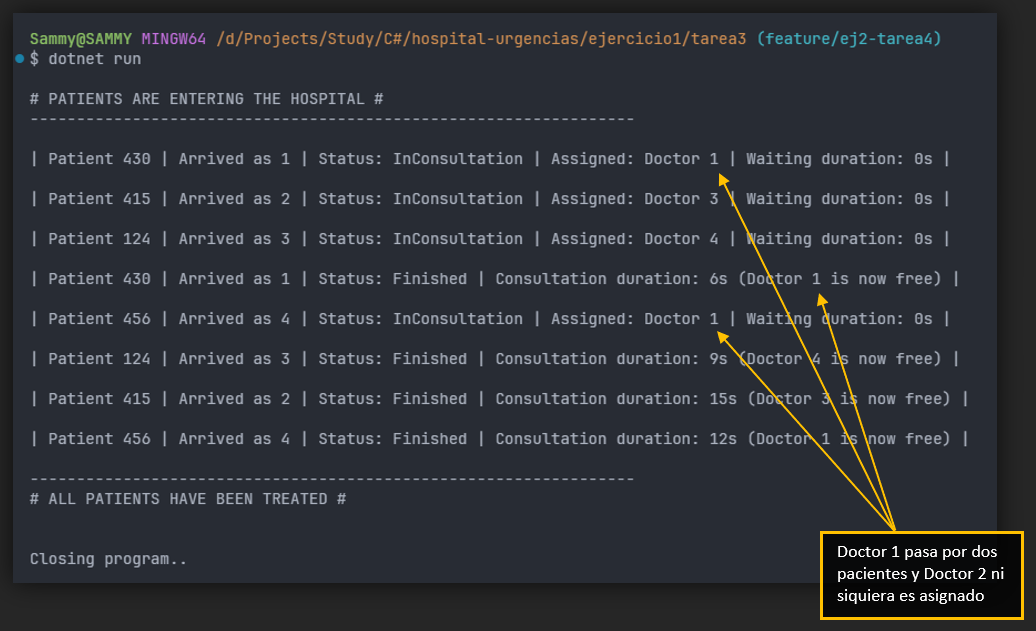 Sammy@SAMMY MINGW64 /d/Projects/Study/C#/hospital-urgencias/ejercicio1/tarea3 (feature/ej2-tarea4)
$ dotnet run
# PATIENTS ARE ENTERING THE HOSPITAL #
-----------------------------------------------------------------
| Patient 430 | Arrived as 1 | Status: InConsultation | Assigned: Doctor 1 | Waiting duration: 0s |
| Patient 415 | Arrived as 2 | Status: InConsultation | Assigned: Doctor 3 | Waiting duration: 0s |
| Patient 124 | Arrived as 3 | Status: InConsultation | Assigned: Doctor 4 | Waiting duration: 0s |
| Patient 430 | Arrived as 1 | Status: Finished | Consultation duration: 6s (Doctor 1 is now free) |
| Patient 456 | Arrived as 4 | Status: InConsultation | Assigned: Doctor 1 | Waiting duration: 0s |
| Patient 124 | Arrived as 3 | Status: Finished | Consultation duration: 9s (Doctor 4 is now free) |
| Patient 415 | Arrived as 2 | Status: Finished | Consultation duration: 15s (Doctor 3 is now free) |
| Patient 456 | Arrived as 4 | Status: Finished | Consultation duration: 12s (Doctor 1 is now free) |
-----------------------------------------------------------------
# ALL PATIENTS HAVE BEEN TREATED #
Closing program..
Doctor 1 pasa por dos
pacientes y Doctor 2 ni
siquiera es asignado